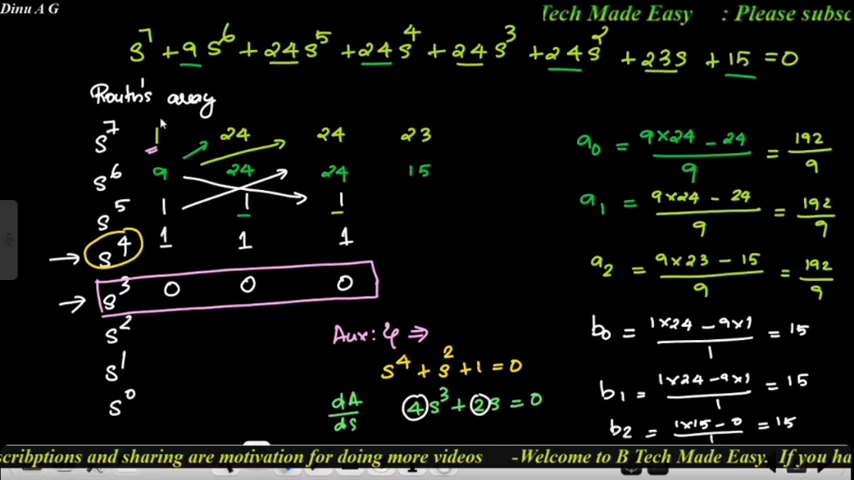 Dinu A G
Tech Made Easy : Please subsc
s⁷ + 9s⁶ + 24s⁵ + 24s⁴ + 24s³ + 24s² + 23s + 15 = 0
Routh's array
s⁷ 1 24 24 23
s⁶ 9 24 24 15
s⁵ 1 1 1
→ s⁴ 1 1 1
→ s³ 0 0 0
s²
s¹
s⁰
Aux: ⇒
s⁴ + s² + 1 = 0
dA/ds 4s³ + 2s = 0
a₀ = (9×24 - 24)/9 = 192/9
a₁ = (9×24 - 24)/9 = 192/9
a₂ = (9×23 - 15)/9 = 192/9
b₀ = (1×24 - 9×1)/1 = 15
b₁ = (1×24 - 9×1)/1 = 15
b₂ = (1×15 - 0)/1 = 15
scribptions and sharing are motivation for doing more videos -Welcome to B Tech Made Easy. If you ha